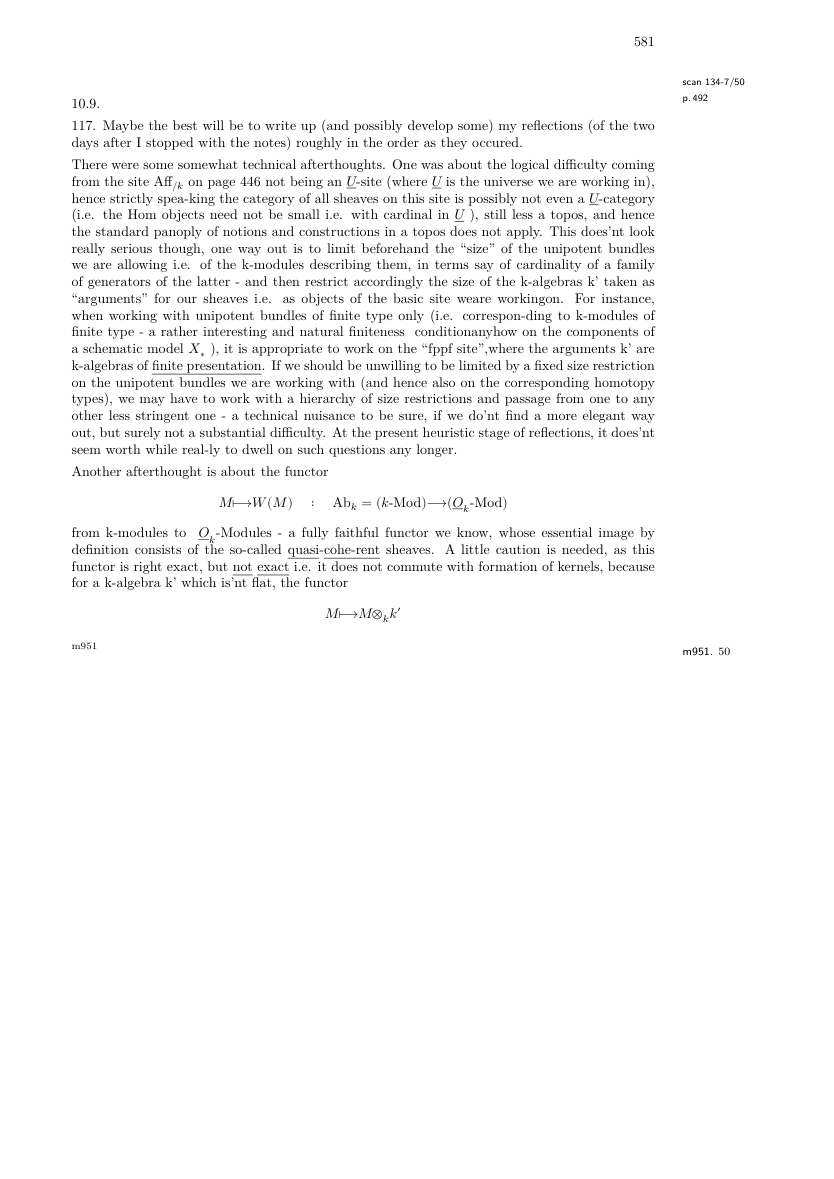 581
scan 134-7/50
p. 492
10.9.
117. Maybe the best will be to write up (and possibly develop some) my reflections (of the two
days after I stopped with the notes) roughly in the order as they occured.
There were some somewhat technical afterthoughts. One was about the logical difficulty coming
from the site Aff/k on page 446 not being an U-site (where U is the universe we are working in),
hence strictly spea-king the category of all sheaves on this site is possibly not even a U-category
(i.e. the Hom objects need not be small i.e. with cardinal in U ), still less a topos, and hence
the standard panoply of notions and constructions in a topos does not apply. This does'nt look
really serious though, one way out is to limit beforehand the “size” of the unipotent bundles
we are allowing i.e. of the k-modules describing them, in terms say of cardinality of a family
of generators of the latter - and then restrict accordingly the size of the k-algebras k' taken as
“arguments” for our sheaves i.e. as objects of the basic site weare workingon. For instance,
when working with unipotent bundles of finite type only (i.e. correspon-ding to k-modules of
finite type - a rather interesting and natural finiteness conditionanyhow on the components of
a schematic model X∗ ), it is appropriate to work on the “fppf site”,where the arguments k' are
k-algebras of finite presentation. If we should be unwilling to be limited by a fixed size restriction
on the unipotent bundles we are working with (and hence also on the corresponding homotopy
types), we may have to work with a hierarchy of size restrictions and passage from one to any
other less stringent one - a technical nuisance to be sure, if we do'nt find a more elegant way
out, but surely not a substantial difficulty. At the present heuristic stage of reflections, it does'nt
seem worth while real-ly to dwell on such questions any longer.
Another afterthought is about the functor
M⟼W(M) : Abk = (k-Mod)⟶(Ok-Mod)
from k-modules to Ok-Modules - a fully faithful functor we know, whose essential image by
definition consists of the so-called quasi-cohe-rent sheaves. A little caution is needed, as this
functor is right exact, but not exact i.e. it does not commute with formation of kernels, because
for a k-algebra k' which is'nt flat, the functor
M⟼M⊗k k′
m951
m951. 50